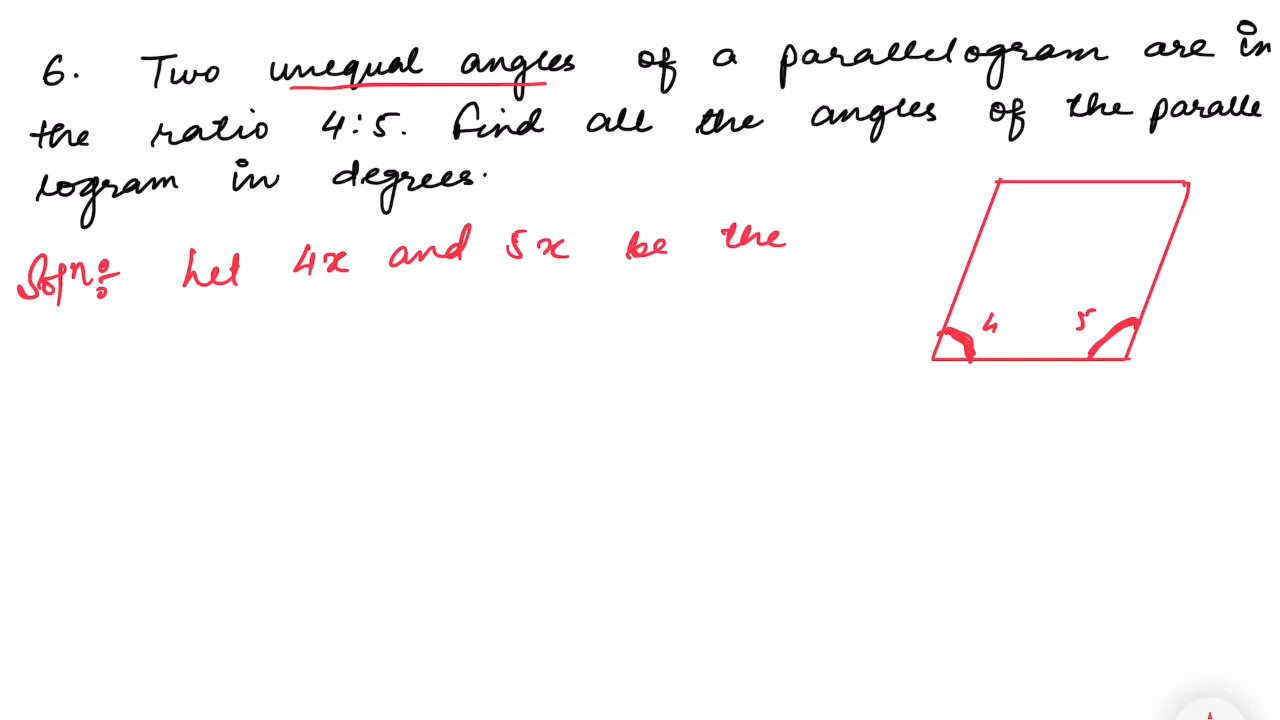 6. Two unequal angles of a parallelogram are in
the ratio 4:5. Find all the angles of the paralle
logram in degrees.
Sol^n: Let 4x and 5x be the
4 5